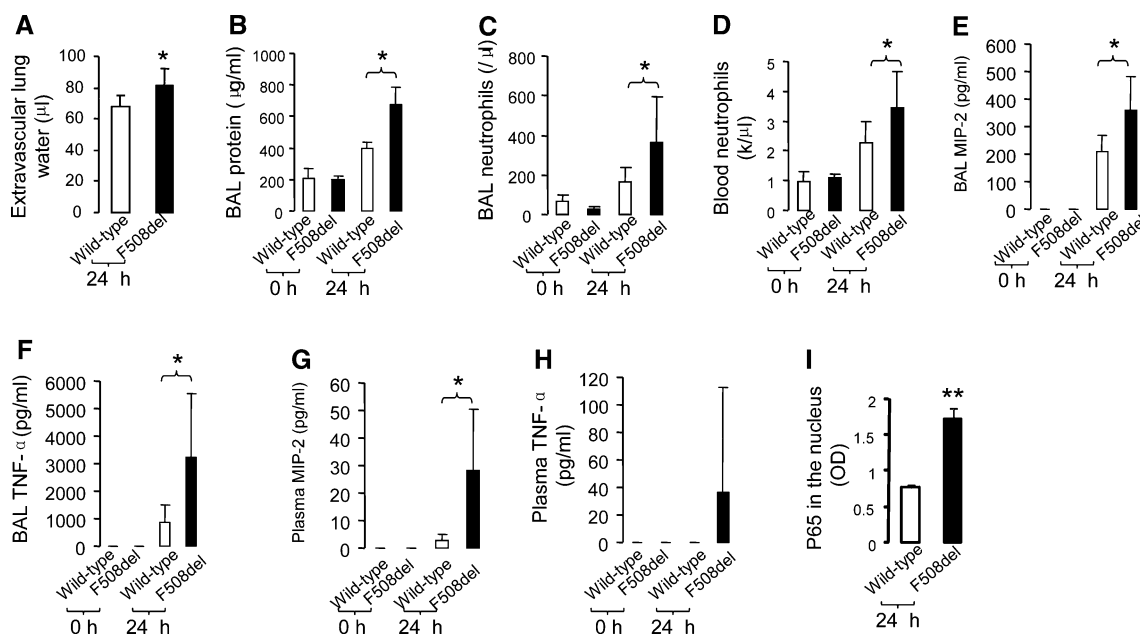 A
Extravascular lung
water (μl)
100
80
60
40
20
0
*
Wild-type
F508del
24 h
B
BAL protein (μg/ml)
1000
800
600
400
200
0
*
Wild-type
F508del
Wild-type
F508del
0 h
24 h
C
BAL neutrophils (/μl)
800
600
400
200
0
*
Wild-type
F508del
Wild-type
F508del
0 h
24 h
D
Blood neutrophils
(k/μl)
5
4
3
2
1
0
*
Wild-type
F508del
Wild-type
F508del
0 h
24 h
E
BAL MIP-2 (pg/ml)
600
500
400
300
200
100
0
*
Wild-type
F508del
Wild-type
F508del
0 h
24 h
F
BAL TNF-α (pg/ml)
6000
5000
4000
3000
2000
1000
0
*
Wild-type
F508del
Wild-type
F508del
0 h
24 h
G
Plasma MIP-2 (pg/ml)
60
50
40
30
20
10
0
*
Wild-type
F508del
Wild-type
F508del
0 h
24 h
H
Plasma TNF-α
(pg/ml)
120
100
80
60
40
20
0
Wild-type
F508del
Wild-type
F508del
0 h
24 h
I
P65 in the nucleus
(OD)
2
1.5
1
0.5
0
**
Wild-type
F508del
24 h